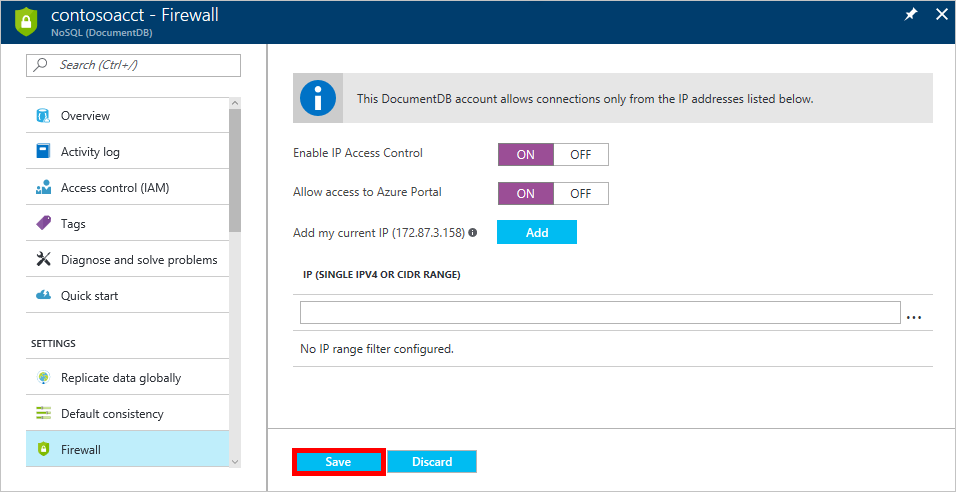 contosoacct - Firewall
NoSQL (DocumentDB)
Search (Ctrl+/)
Overview
Activity log
Access control (IAM)
Tags
Diagnose and solve problems
Quick start
SETTINGS
Replicate data globally
Default consistency
Firewall
This DocumentDB account allows connections only from the IP addresses listed below.
Enable IP Access Control ON OFF
Allow access to Azure Portal ON OFF
Add my current IP (172.87.3.158) Add
IP (SINGLE IPV4 OR CIDR RANGE)
...
No IP range filter configured.
Save Discard